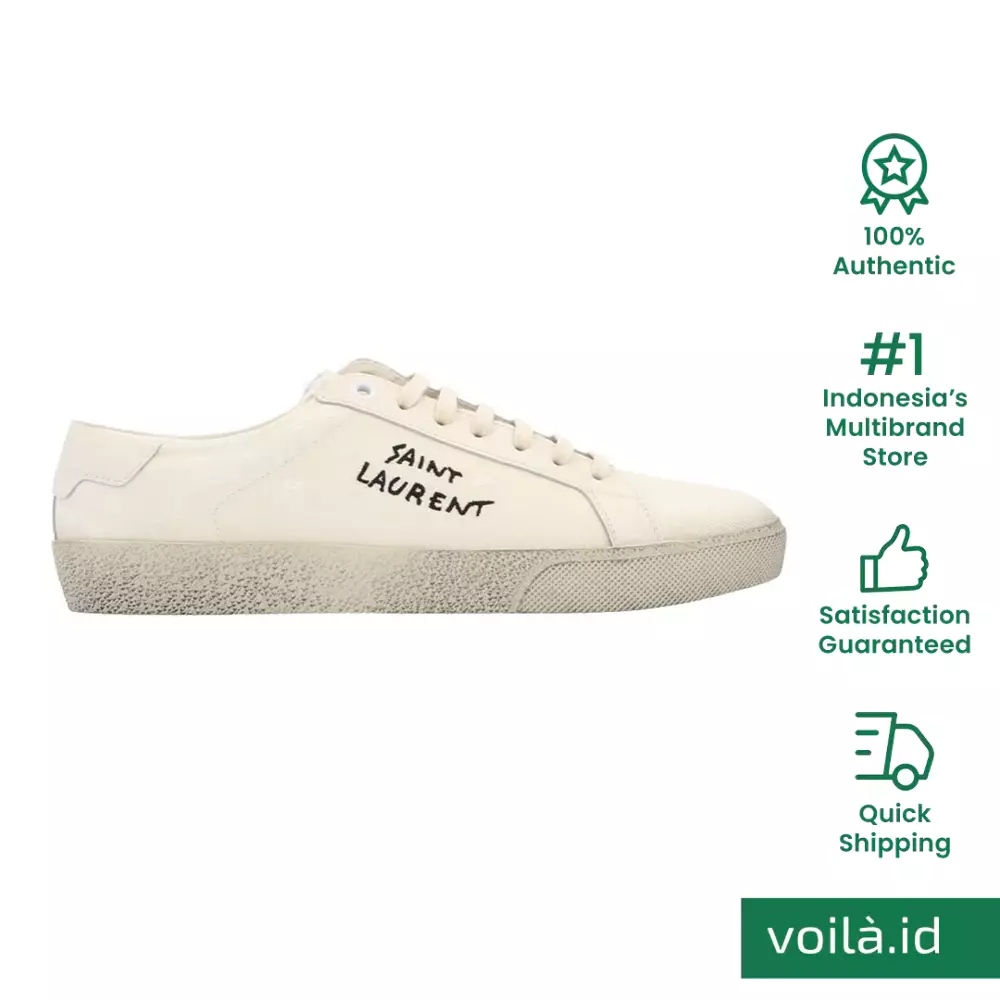 SAINT
LAURENT
100%
Authentic
#1
Indonesia's
Multibrand
Store
Satisfaction
Guaranteed
Quick
Shipping
voilà.id